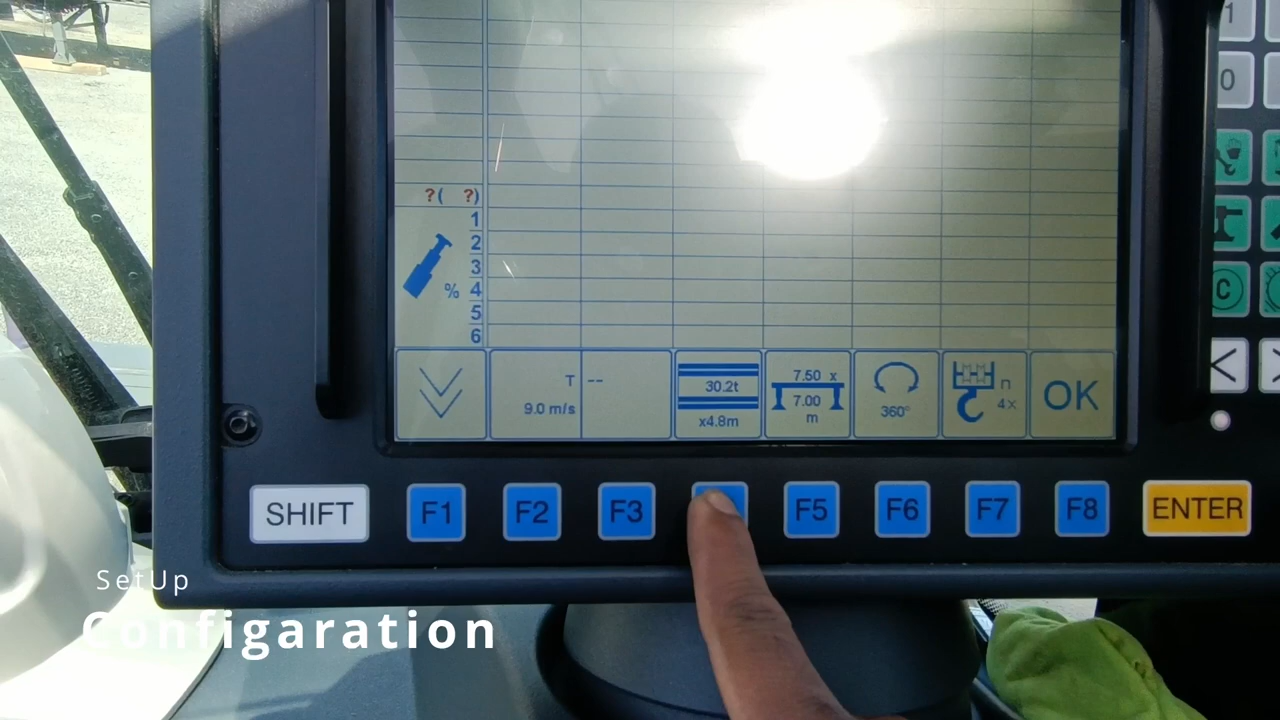 1
0
?( ?)
1
2
3
% 4
5
6
C
<
T --
9.0 m/s
30.2t
x4.8m
7.50 x
7.00
m
360°
n
4x
OK
SHIFT F1 F2 F3 F5 F6 F7 F8 ENTER
SetUp
Configaration